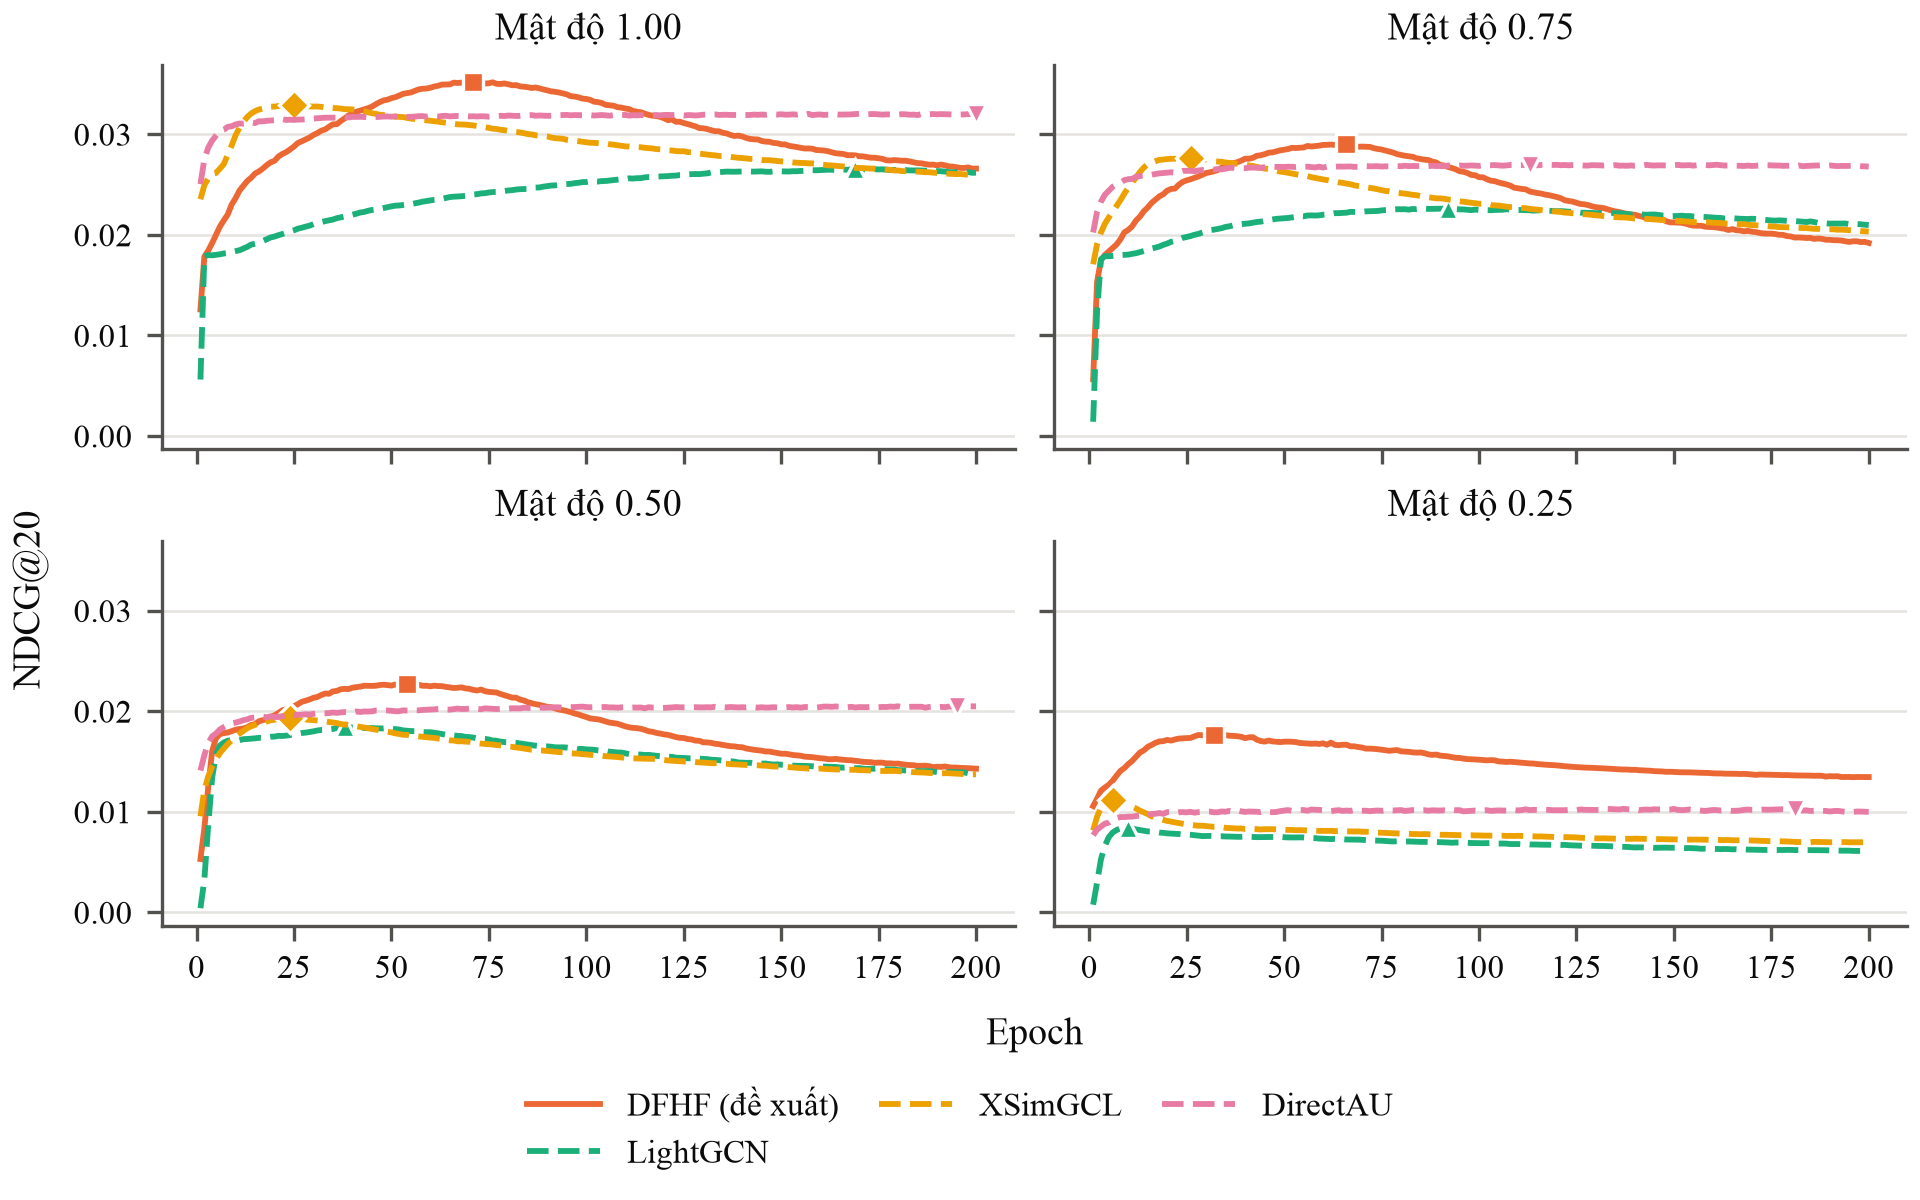 Mật độ 1.00
Mật độ 0.75
0.03
0.02
0.01
0.00
Mật độ 0.50
Mật độ 0.25
NDCG@20
0.03
0.02
0.01
0.00
0 25 50 75 100 125 150 175 200
0 25 50 75 100 125 150 175 200
Epoch
DFHF (đề xuất) XSimGCL DirectAU
LightGCN